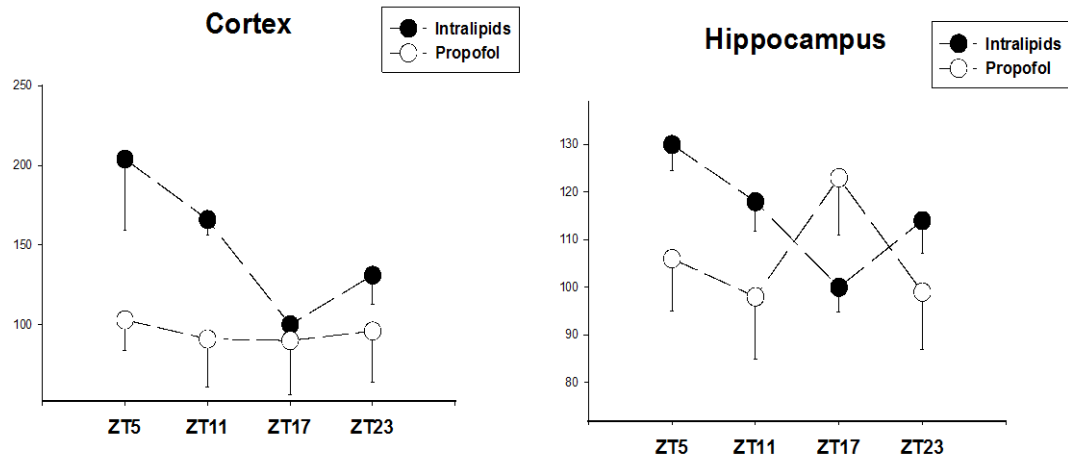 Cortex
Intralipids
Propofol
250
200
150
100
ZT5 ZT11 ZT17 ZT23
Hippocampus
Intralipids
Propofol
130
120
110
100
90
80
ZT5 ZT11 ZT17 ZT23